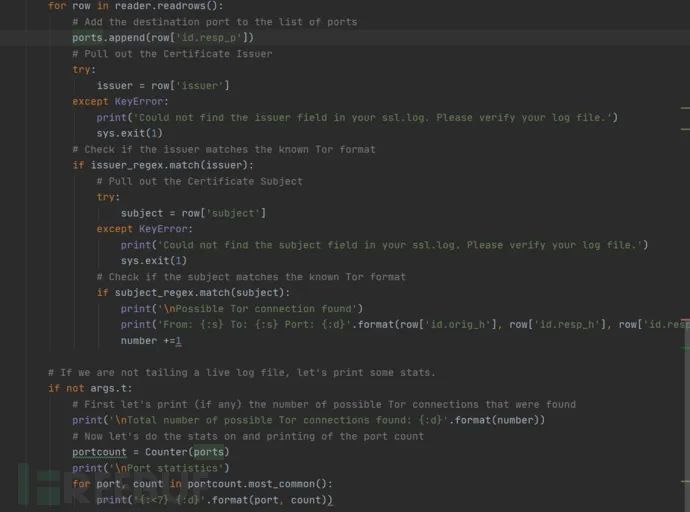 for row in reader.readrows():
# Add the destination port to the list of ports
ports.append(row['id.resp_p'])
# Pull out the Certificate Issuer
try:
issuer = row['issuer']
except KeyError:
print('Could not find the issuer field in your ssl.log. Please verify your log file.')
sys.exit(1)
# Check if the issuer matches the known Tor format
if issuer_regex.match(issuer):
# Pull out the Certificate Subject
try:
subject = row['subject']
except KeyError:
print('Could not find the subject field in your ssl.log. Please verify your log file.')
sys.exit(1)
# Check if the subject matches the known Tor format
if subject_regex.match(subject):
print('\nPossible Tor connection found')
print('From: {:s} To: {:s} Port: {:d}'.format(row['id.orig_h'], row['id.resp_h'], row['id.resp
number +=1
# If we are not tailing a live log file, let's print some stats.
if not args.t:
# First let's print (if any) the number of possible Tor connections that were found
print('\nTotal number of possible Tor connections found: {:d}'.format(number))
# Now let's do the stats on and printing of the port count
portcount = Counter(ports)
print('\nPort statistics')
for port, count in portcount.most_common():
print('{:<7} {:d}'.format(port, count))
FREEBUF